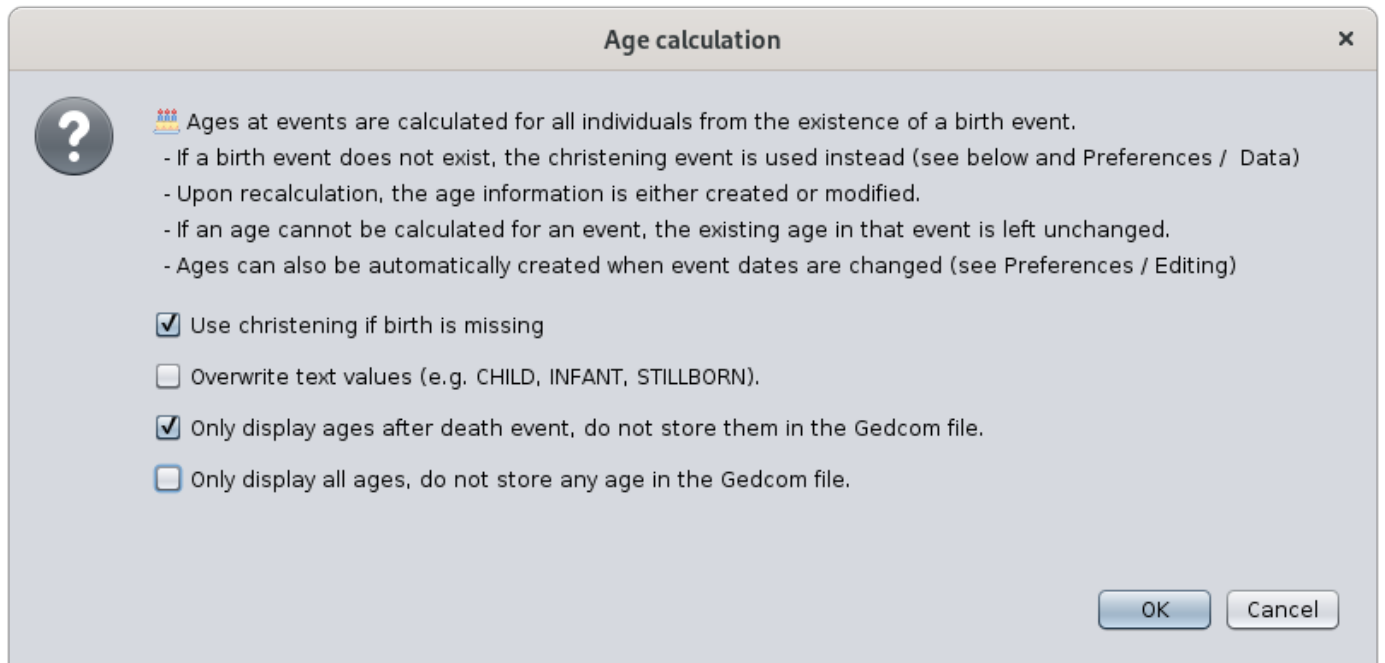 Age calculation
Ages at events are calculated for all individuals from the existence of a birth event.
- If a birth event does not exist, the christening event is used instead (see below and Preferences /  Data)
- Upon recalculation, the age information is either created or modified.
- If an age cannot be calculated for an event, the existing age in that event is left unchanged.
- Ages can also be automatically created when event dates are changed (see Preferences / Editing)
Use christening if birth is missing
Overwrite text values (e.g. CHILD, INFANT, STILLBORN).
Only display ages after death event, do not store them in the Gedcom file.
Only display all ages, do not store any age in the Gedcom file.
OK
Cancel